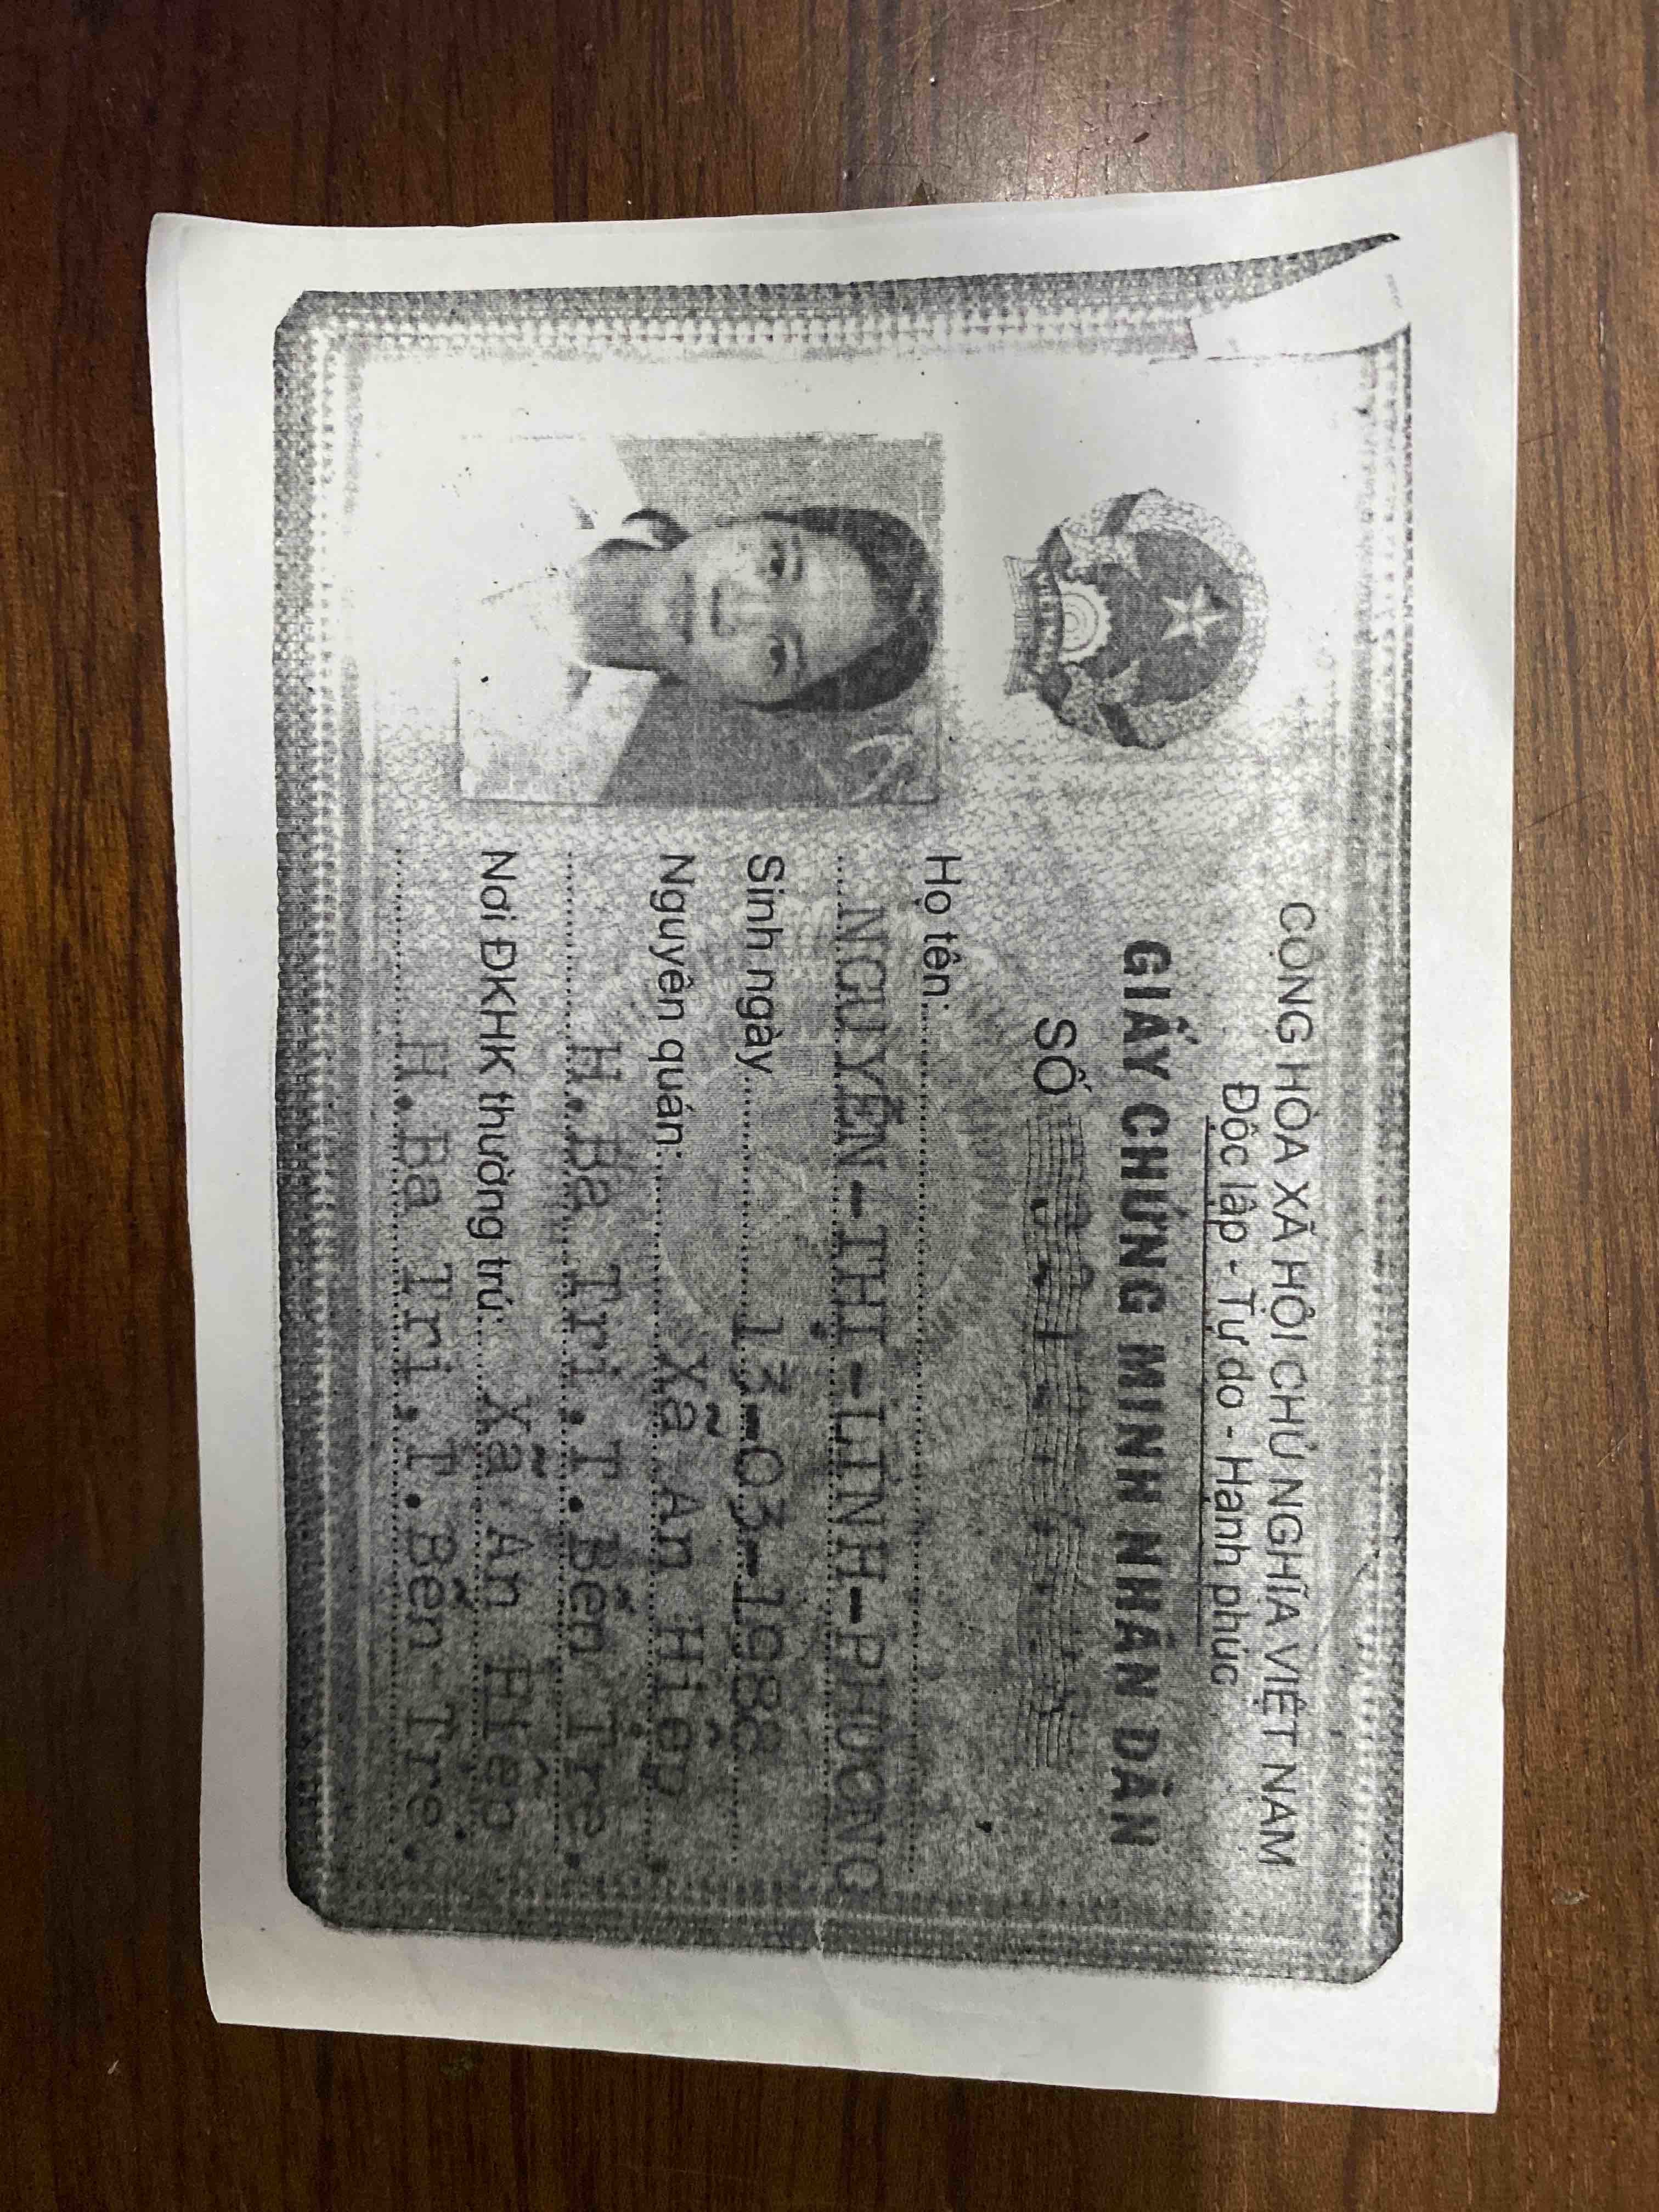 CỘNG HÒA XÃ HỘI CHỦ NGHĨA VIỆT NAM
Độc lập - Tự do - Hạnh phúc
GIẤY CHỨNG MINH NHÂN DÂN
SỐ
Họ tên:
NGUYỄN-THỊ-LINH-PHƯƠNG
Sinh ngày 13-03-1988
Nguyên quán: Xã An Hiệp
H.Ba Tri.T.Bến Tre.
Nơi ĐKHK thường trú: Xã An Hiệp
H.Ba Tri.T.Bến Tre.